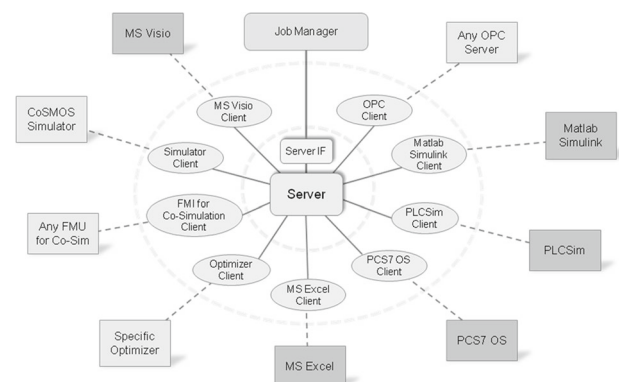 MS Visio
Job Manager
Any OPC
Server
MS Visio
Client
OPC
Client
CoSMOS
Simulator
Simulator
Client
Server IF
Matlab
Simulink
Client
Matlab
Simulink
Server
FMI for
Co-Simulation
Client
PLCSim
Client
Any FMU
for Co-Sim
PLCSim
Optimizer
Client
MS Excel
Client
PCS7 OS
Client
Specific
Optimizer
MS Excel
PCS7 OS